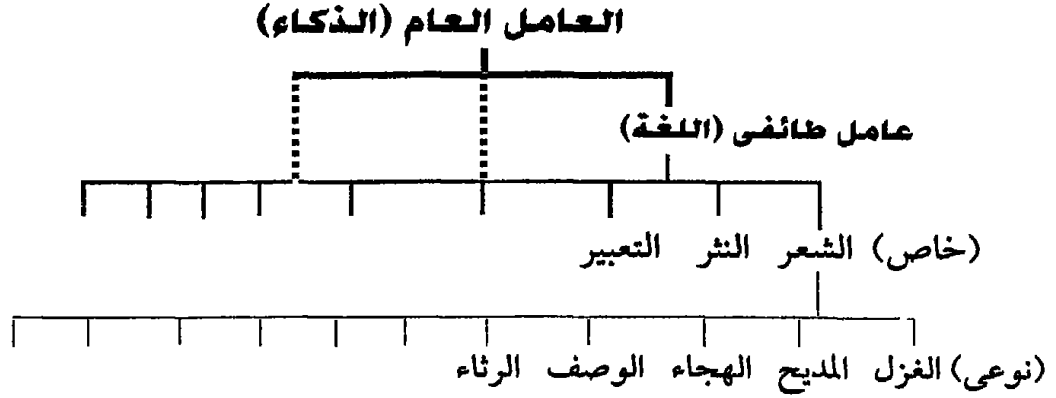 العامل العام (الذكاء)
عامل طائفى (اللغة)
(خاص) الشعر النثر التعبير
(نوعى) الغزل المديح الهجاء الوصف الرثاء